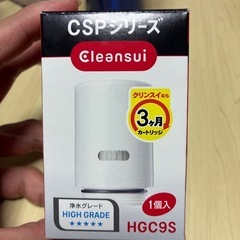 CSPシリーズ
Cleansui
クリンスイなら
3ヶ月
カートリッジ
浄水グレード
HIGH GRADE
★★★★★
1個入
HGC9S